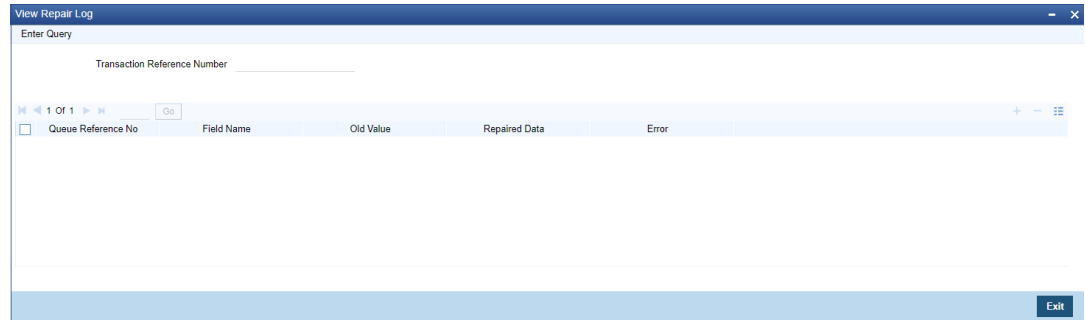 View Repair Log
Enter Query
Transaction Reference Number
1 Of 1 Go
Queue Reference No Field Name Old Value Repaired Data Error
Exit